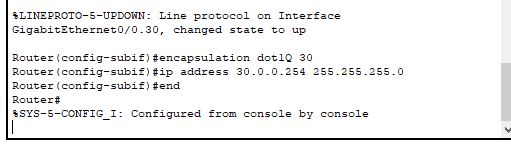 %LINEPROTO-5-UPDOWN: Line protocol on Interface
GigabitEthernet0/0.30, changed state to up
Router(config-subif)#encapsulation dot1Q 30
Router(config-subif)#ip address 30.0.0.254 255.255.255.0
Router(config-subif)#end
Router#
%SYS-5-CONFIG_I: Configured from console by console